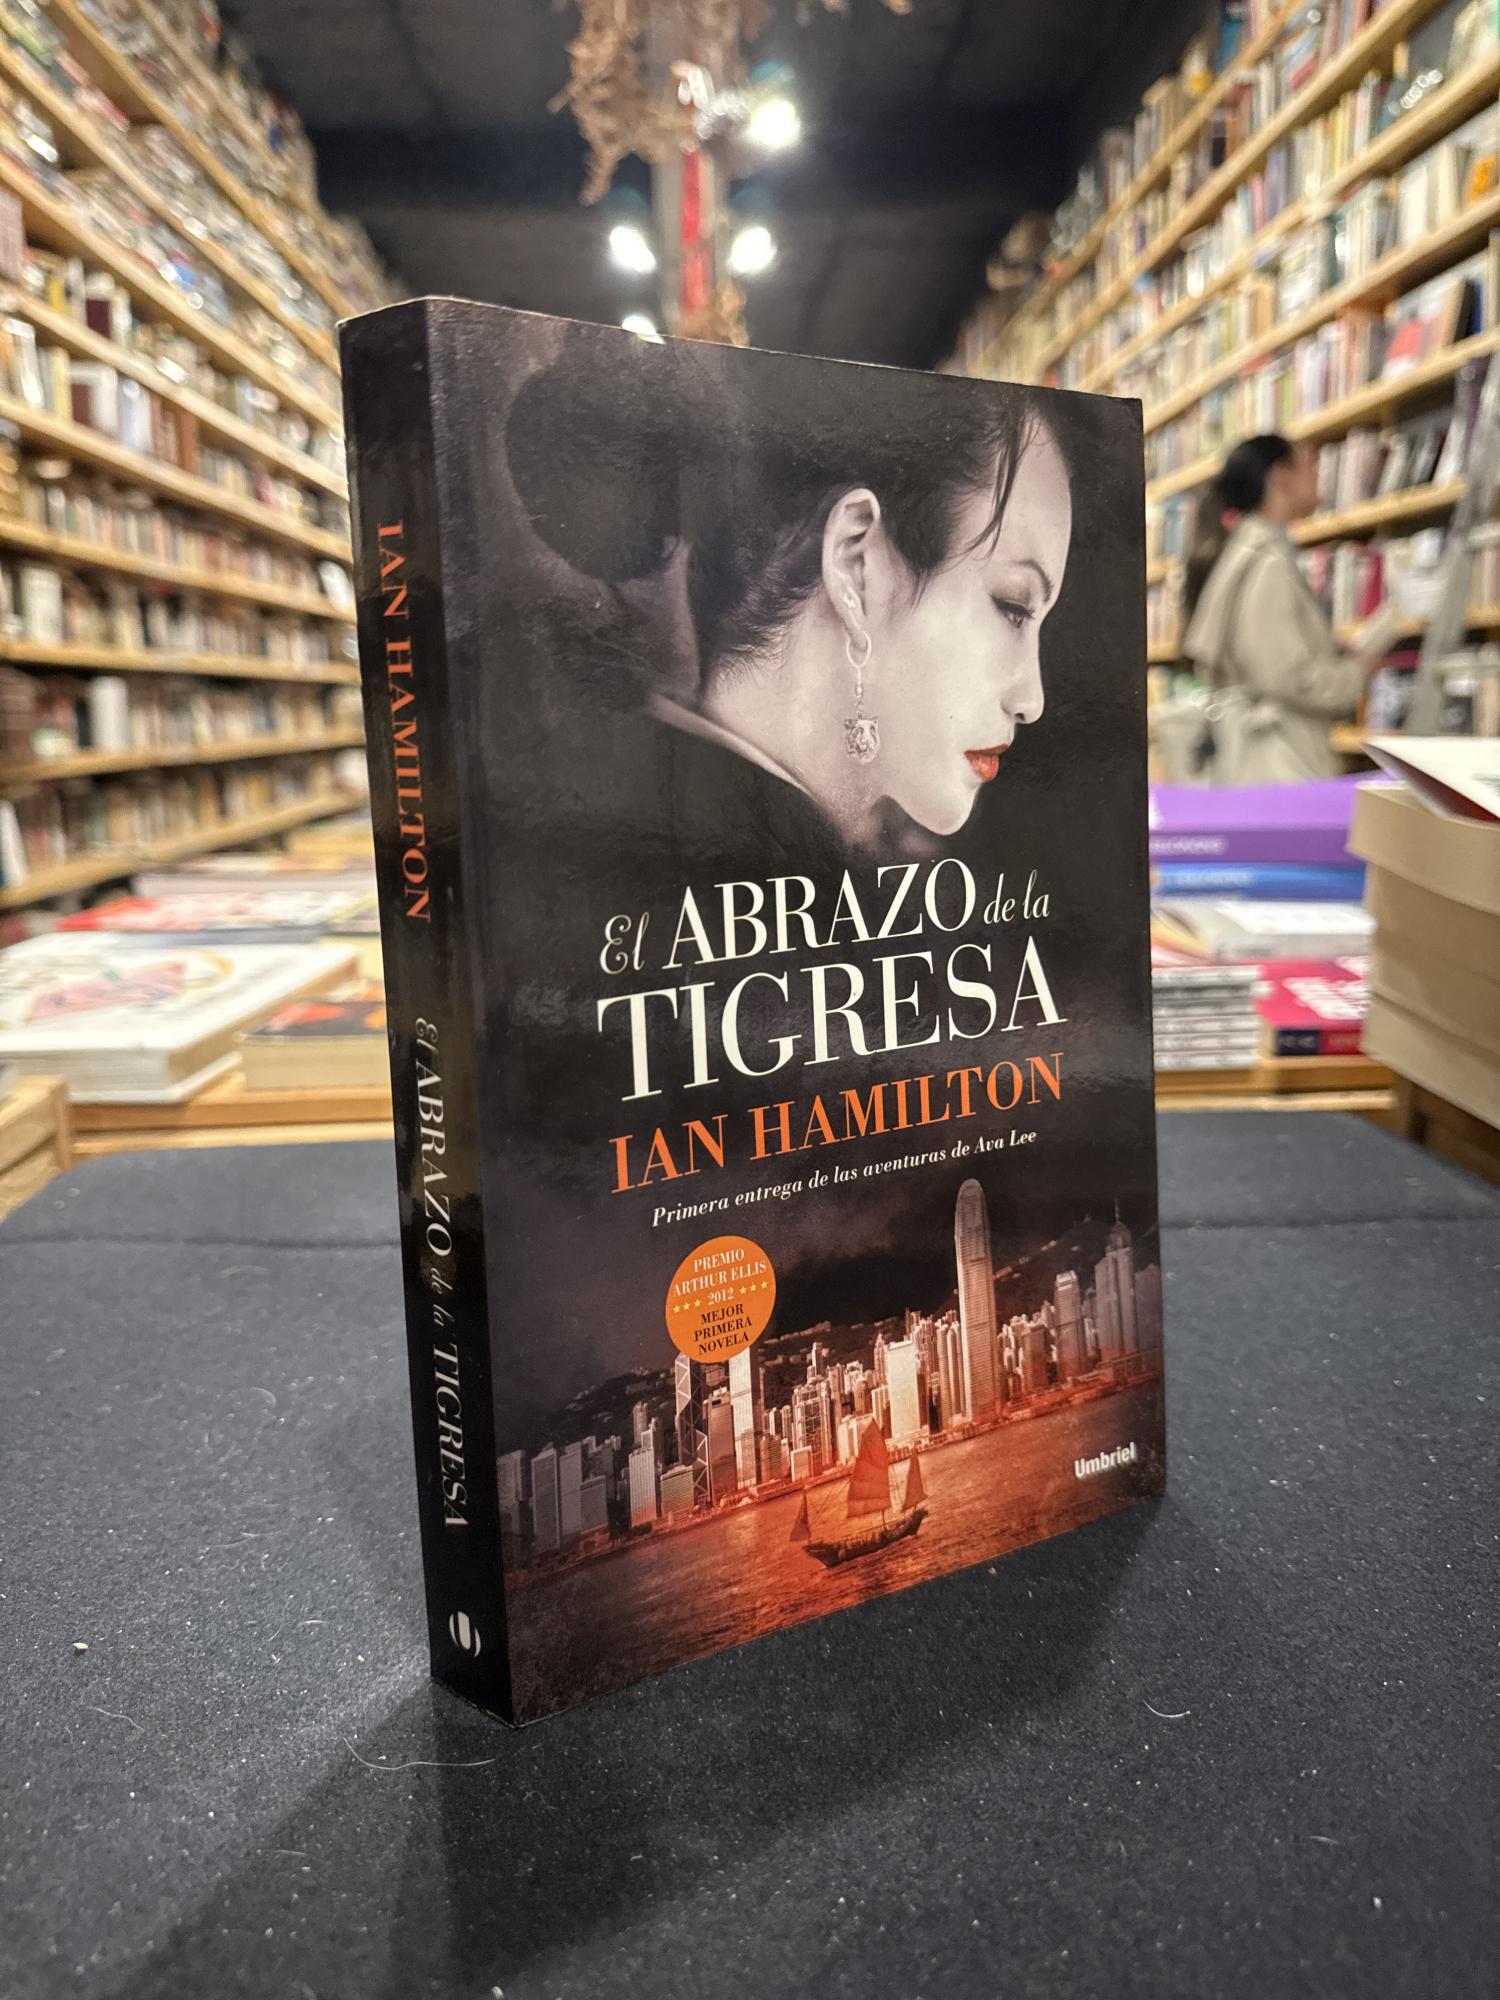 IAN HAMILTON
El ABRAZO de la TIGRESA
El ABRAZO de la
TIGRESA
IAN HAMILTON
Primera entrega de las aventuras de Ava Lee
PREMIO
ARTHUR ELLIS
*** 2012 ***
MEJOR
PRIMERA
NOVELA
Umbriel